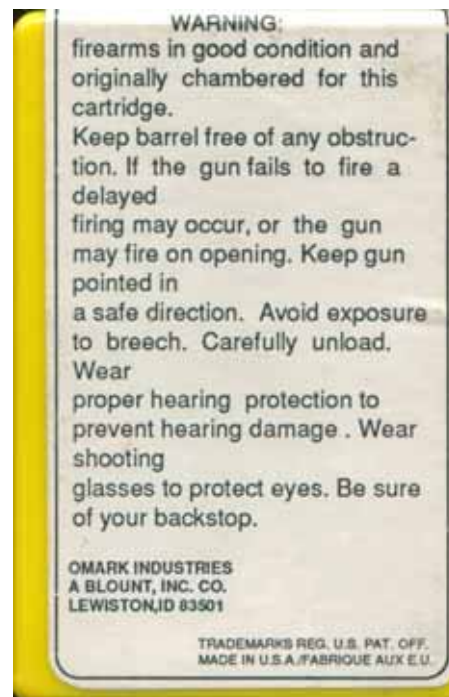 WARNING:
firearms in good condition and
originally chambered for this
cartridge.
Keep barrel free of any obstruc-
tion. If the gun fails to fire a
delayed
firing may occur, or the gun
may fire on opening. Keep gun
pointed in
a safe direction. Avoid exposure
to breech. Carefully unload.
Wear
proper hearing protection to
prevent hearing damage . Wear
shooting
glasses to protect eyes. Be sure
of your backstop.
OMARK INDUSTRIES
A BLOUNT, INC. CO.
LEWISTON,ID 83501
TRADEMARKS REG. U.S. PAT. OFF.
MADE IN U.S.A./FABRIQUE AUX E.U.